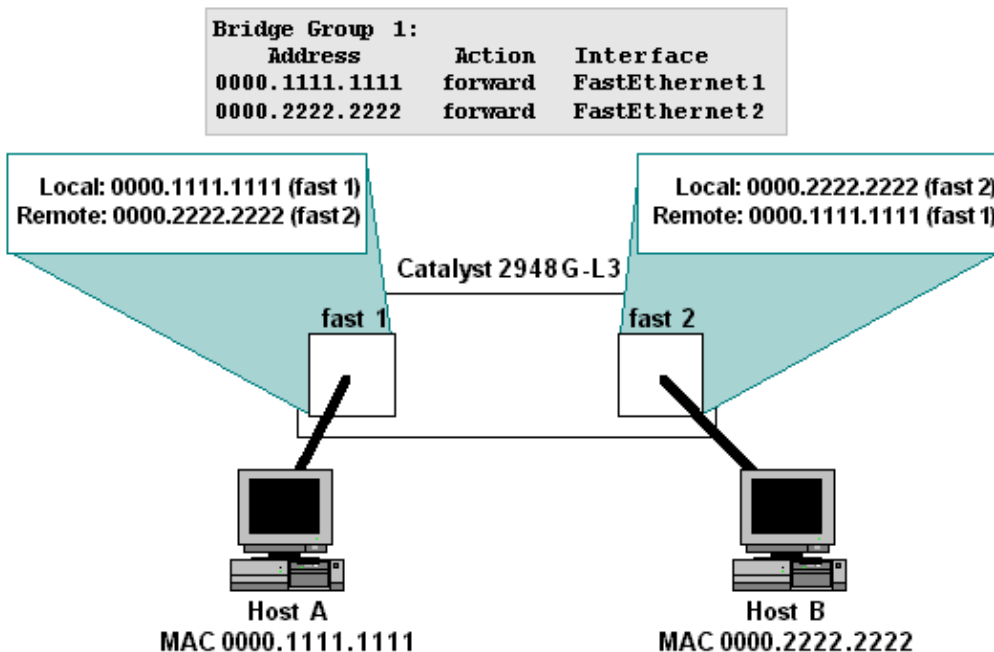 Bridge Group 1:
Address Action Interface
0000.1111.1111 forward FastEthernet1
0000.2222.2222 forward FastEthernet2
Local: 0000.1111.1111 (fast 1)
Remote: 0000.2222.2222 (fast 2)
Local: 0000.2222.2222 (fast 2)
Remote: 0000.1111.1111 (fast 1)
Catalyst 2948G-L3
fast 1
fast 2
Host A
MAC 0000.1111.1111
Host B
MAC 0000.2222.2222